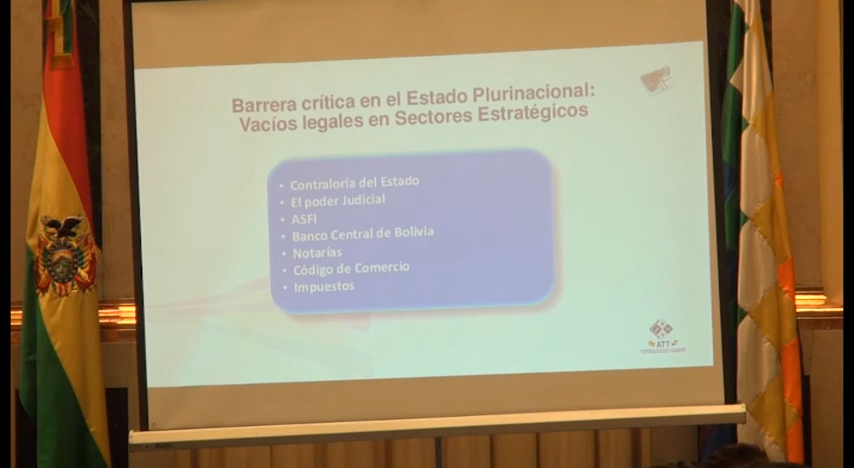 Barrera crítica en el Estado Plurinacional:
Vacíos legales en Sectores Estratégicos
• Contraloría del Estado
• El poder Judicial
• ASFI
• Banco Central de Bolivia
• Notarías
• Código de Comercio
• Impuestos
ATT